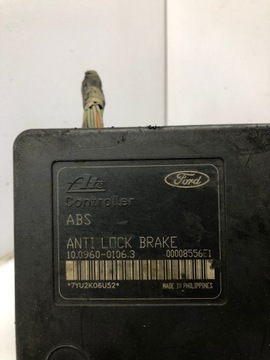 Ate
Ford
Controller
ABS
ANTI LOCK BRAKE
10.0960-0106.3 00008556E1
*7YU2K06U52* MADE IN PHILIPPINES